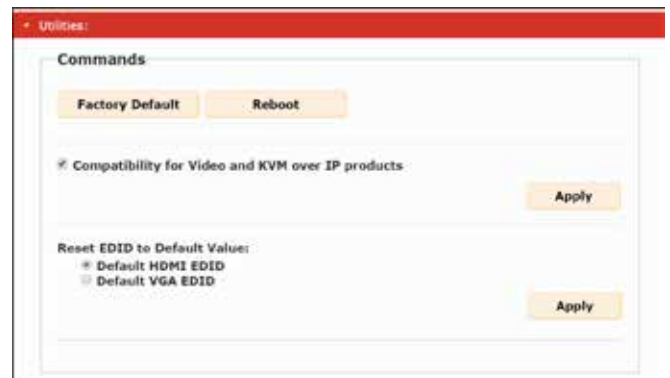 Utilities:
Commands
Factory Default
Reboot
Compatibility for Video and KVM over IP products
Apply
Reset EDID to Default Value:
Default HDMI EDID
Default VGA EDID
Apply